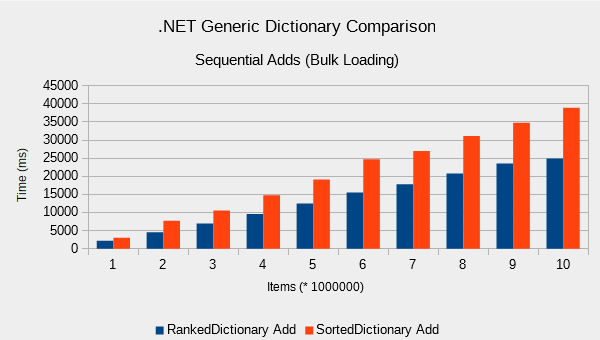 .NET Generic Dictionary Comparison
Sequential Adds (Bulk Loading)
45000
40000
35000
30000
25000
20000
15000
10000
5000
0
Time (ms)
1 2 3 4 5 6 7 8 9 10
Items (* 1000000)
RankedDictionary Add SortedDictionary Add